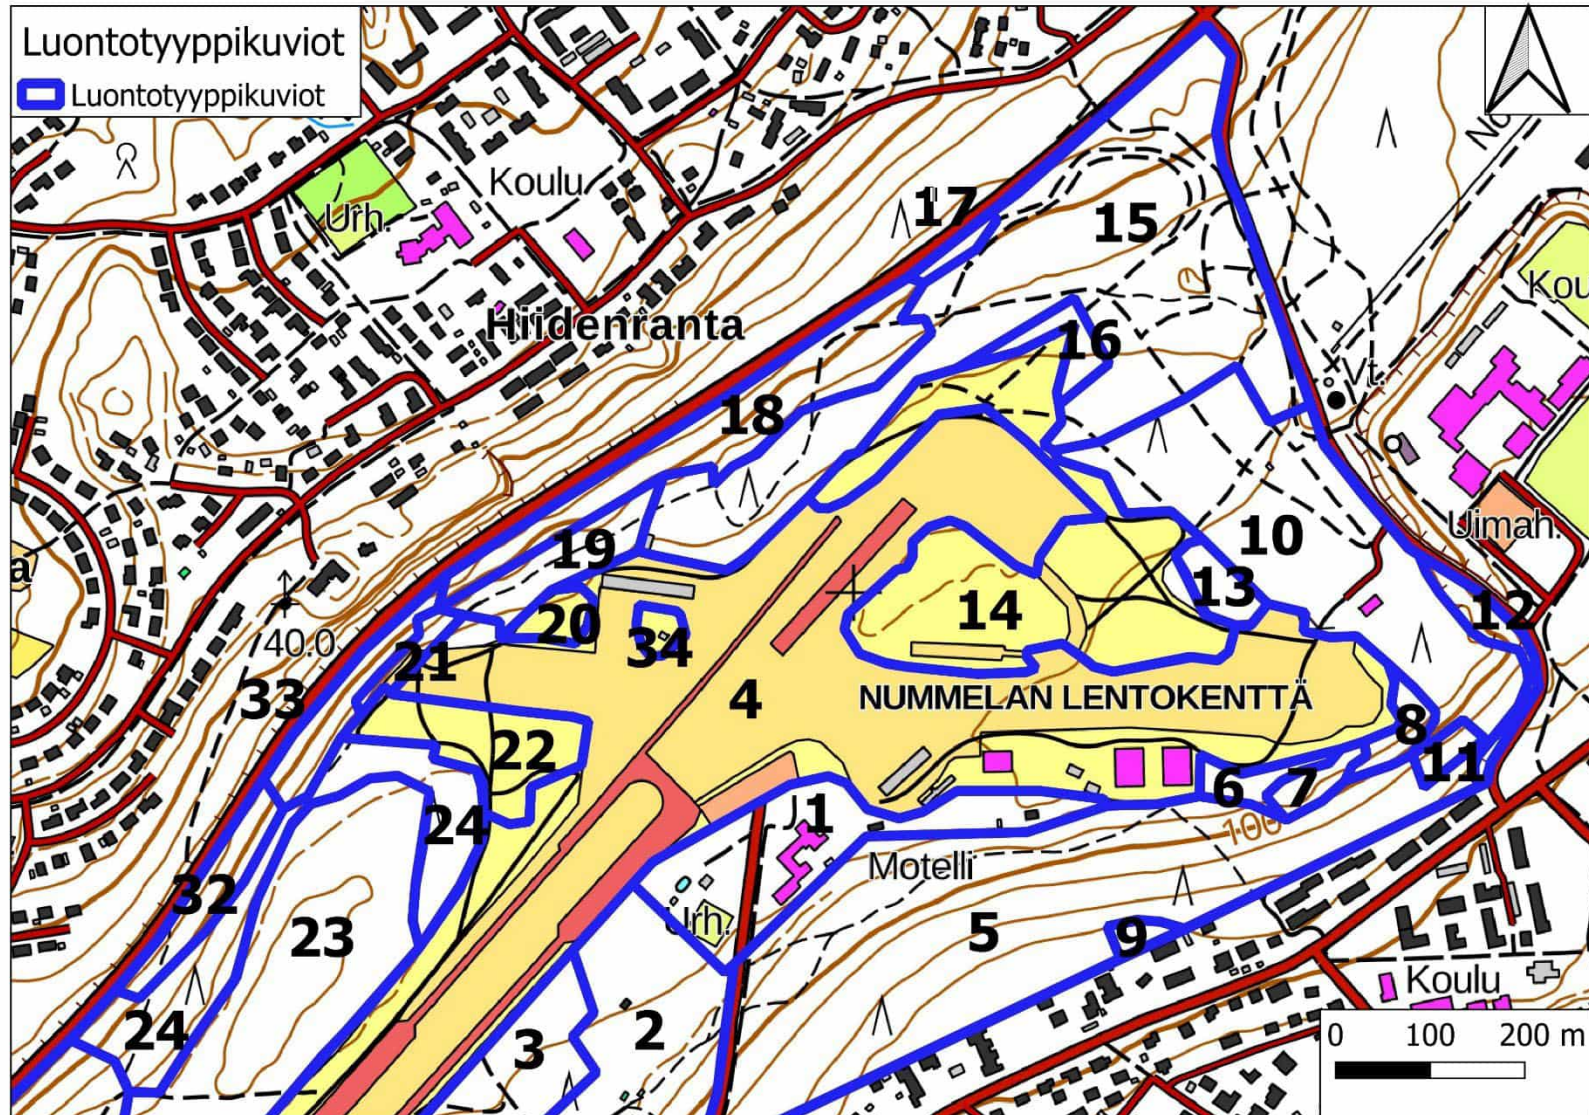 Luontotyyppikuviot
Luontotyyppikuviot
Koulu
Urh.
17
15
Kou
Hiidenranta
16
Vt.
18
Uimah.
10
19
13
12
14
20
34
40.0
21
33
4
NUMMELAN LENTOKENTTÄ
8
22
11
6
7
1
24
100
Motelli
32
Urh.
5
9
23
Koulu
24
2
3
0 100 200 m